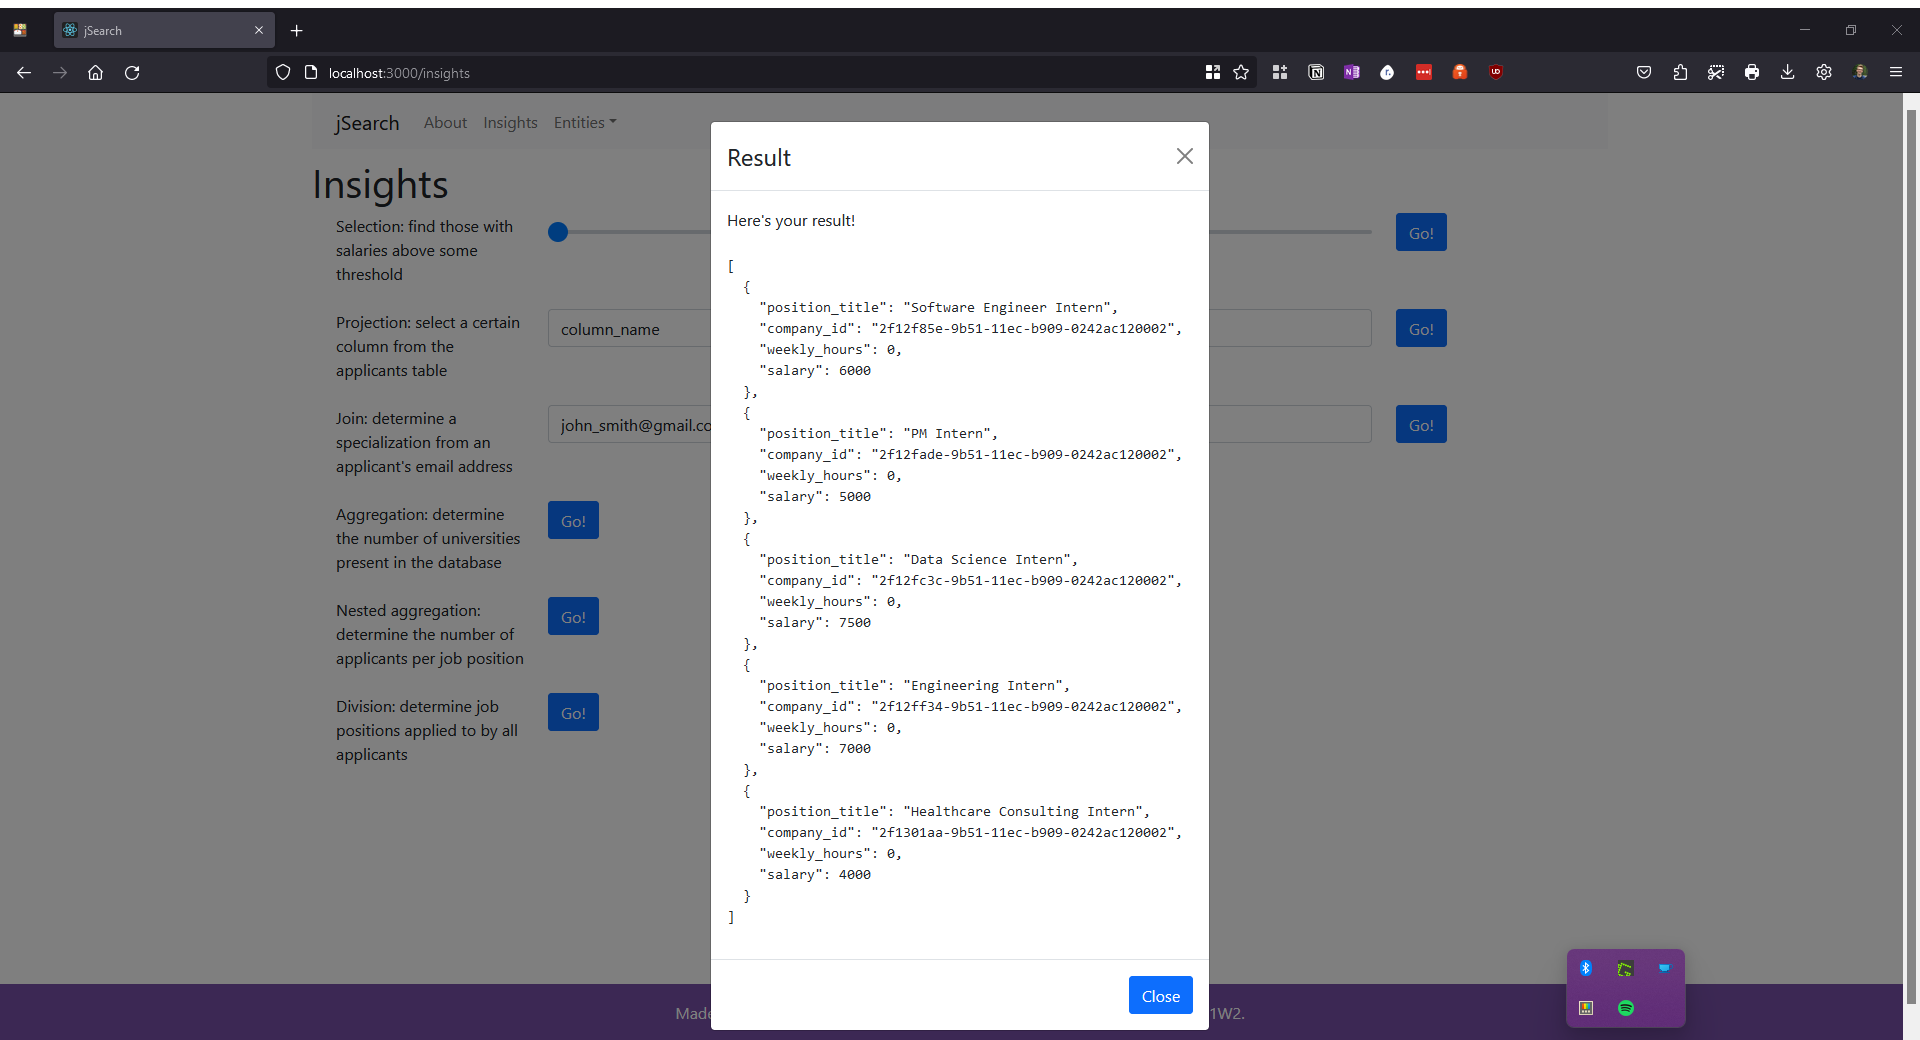 jSearch
localhost:3000/insights
jSearch About Insights Entities
Insights
Selection: find those with
salaries above some
threshold
Go!
Projection: select a certain
column from the
applicants table
column_name
Go!
Join: determine a
specialization from an
applicant's email address
john_smith@gmail.co
Go!
Aggregation: determine
the number of universities
present in the database
Go!
Nested aggregation:
determine the number of
applicants per job position
Go!
Division: determine job
positions applied to by all
applicants
Go!
Result
Here's your result!
[
  {
    "position_title": "Software Engineer Intern",
    "company_id": "2f12f85e-9b51-11ec-b909-0242ac120002",
    "weekly_hours": 0,
    "salary": 6000
  },
  {
    "position_title": "PM Intern",
    "company_id": "2f12fade-9b51-11ec-b909-0242ac120002",
    "weekly_hours": 0,
    "salary": 5000
  },
  {
    "position_title": "Data Science Intern",
    "company_id": "2f12fc3c-9b51-11ec-b909-0242ac120002",
    "weekly_hours": 0,
    "salary": 7500
  },
  {
    "position_title": "Engineering Intern",
    "company_id": "2f12ff34-9b51-11ec-b909-0242ac120002",
    "weekly_hours": 0,
    "salary": 7000
  },
  {
    "position_title": "Healthcare Consulting Intern",
    "company_id": "2f1301aa-9b51-11ec-b909-0242ac120002",
    "weekly_hours": 0,
    "salary": 4000
  }
]
Close
Made 1W2.